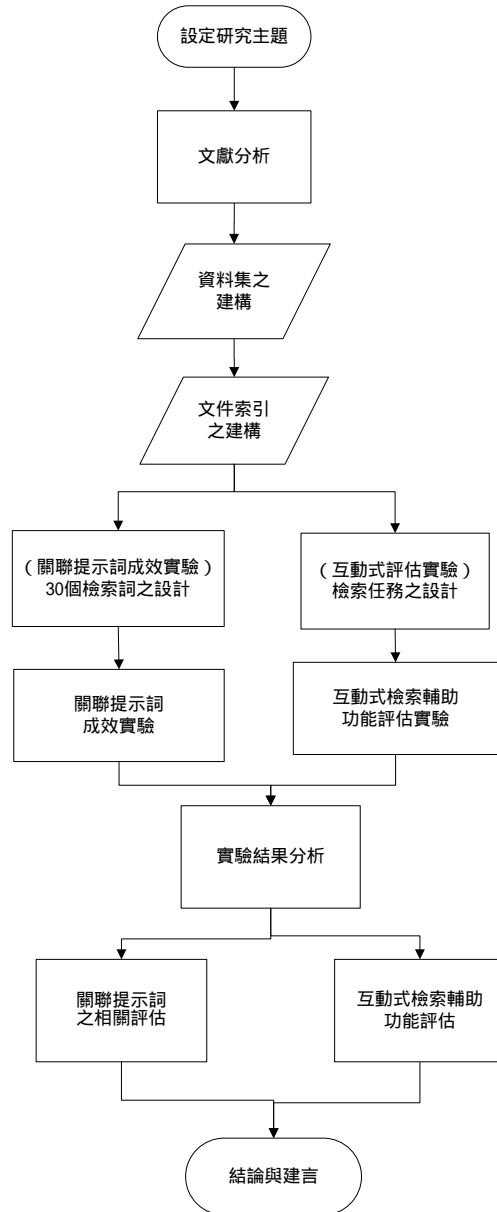 設定研究主題
文獻分析
資料集之
建構
文件索引
之建構
（關聯提示詞成效實驗）
30個檢索詞之設計
（互動式評估實驗）
檢索任務之設計
關聯提示詞
成效實驗
互動式檢索輔助
功能評估實驗
實驗結果分析
關聯提示詞
之相關評估
互動式檢索輔助
功能評估
結論與建言